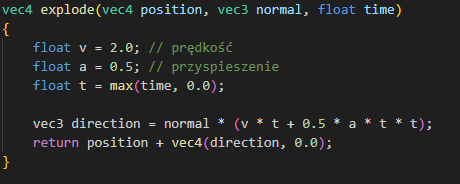 vec4 explode(vec4 position, vec3 normal, float time)
{
    float v = 2.0; // prędkość
    float a = 0.5; // przyspieszenie
    float t = max(time, 0.0);

    vec3 direction = normal * (v * t + 0.5 * a * t * t);
    return position + vec4(direction, 0.0);
}